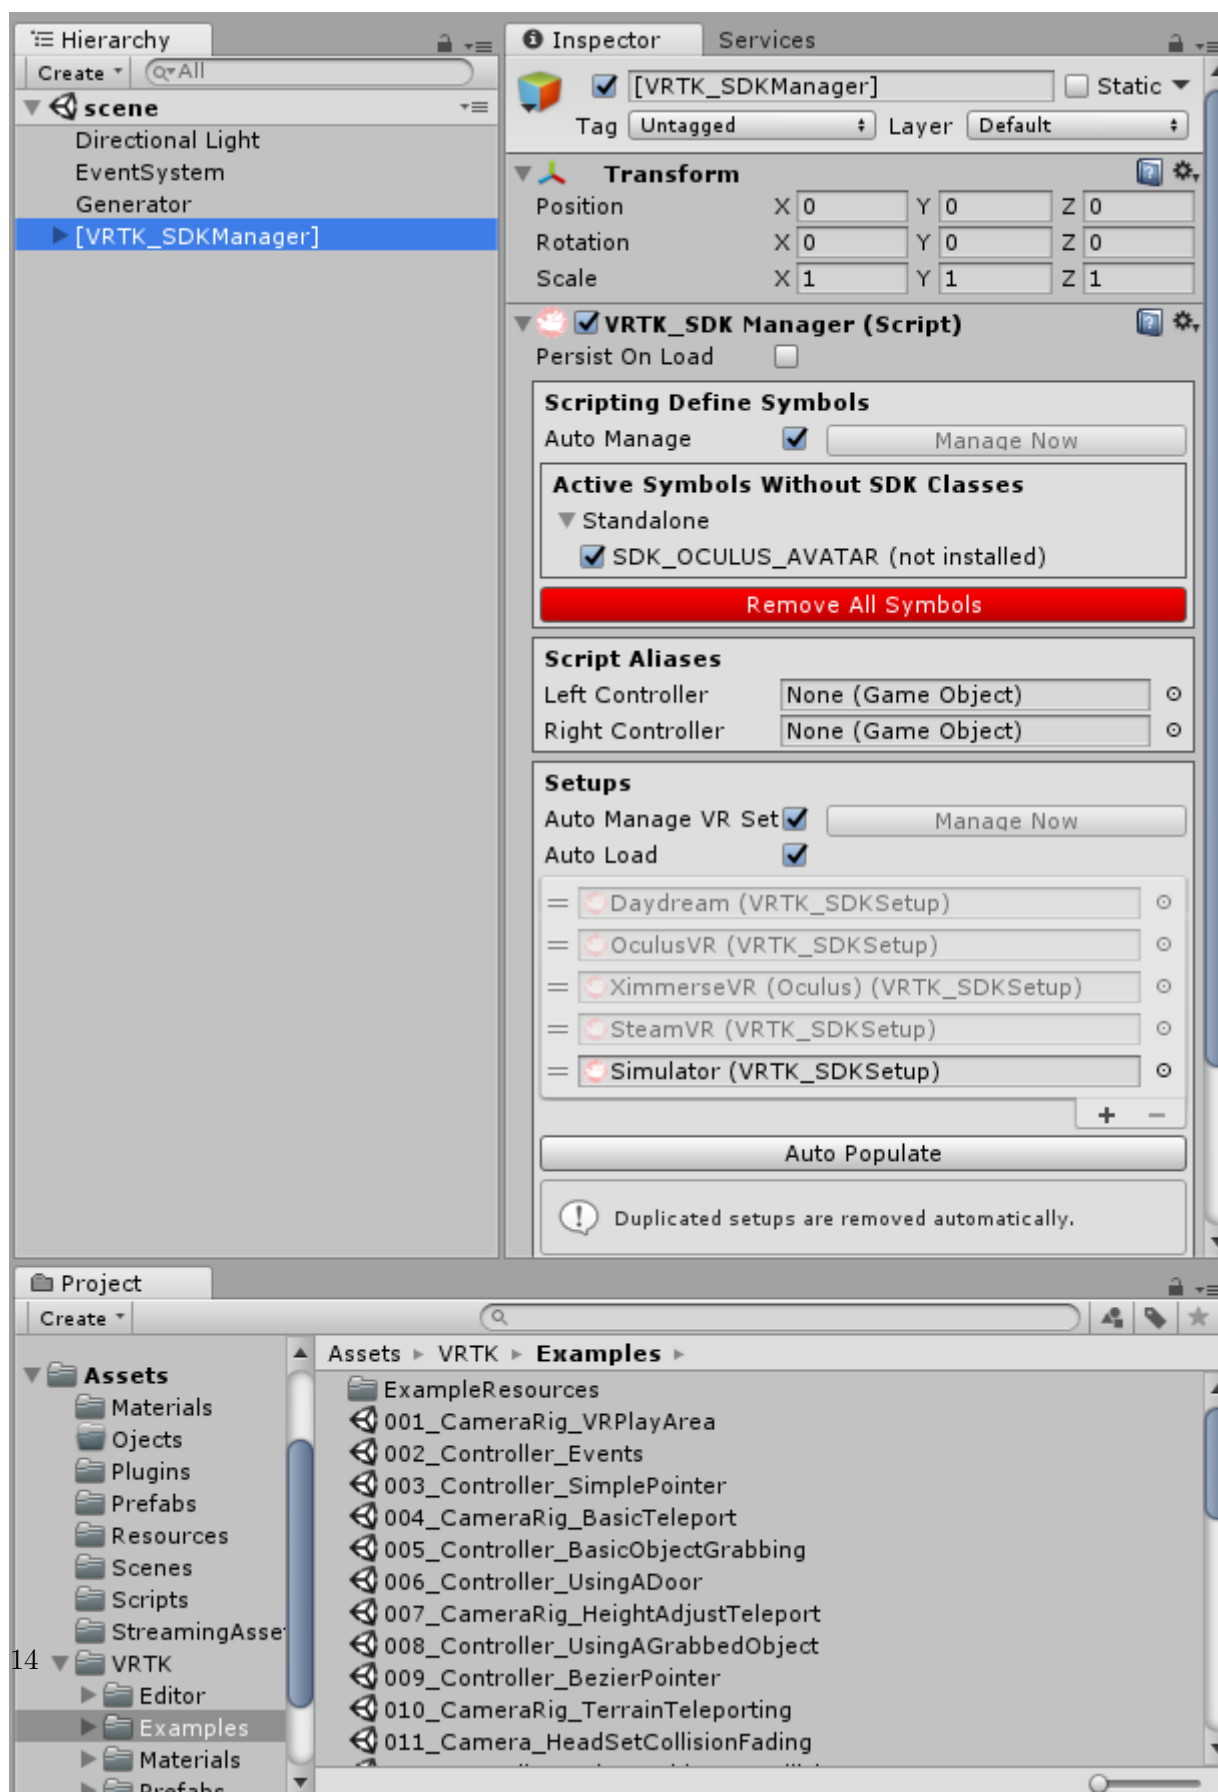 Hierarchy
Create
All
scene
Directional Light
EventSystem
Generator
[VRTK_SDKManager]
Inspector Services
[VRTK_SDKManager] Static
Tag Untagged Layer Default
Transform
Position X 0 Y 0 Z 0
Rotation X 0 Y 0 Z 0
Scale X 1 Y 1 Z 1
VRTK_SDK Manager (Script)
Persist On Load
Scripting Define Symbols
Auto Manage Manage Now
Active Symbols Without SDK Classes
Standalone
SDK_OCULUS_AVATAR (not installed)
Remove All Symbols
Script Aliases
Left Controller None (Game Object)
Right Controller None (Game Object)
Setups
Auto Manage VR Set Manage Now
Auto Load
Daydream (VRTK_SDKSetup)
OculusVR (VRTK_SDKSetup)
XimmerseVR (Oculus) (VRTK_SDKSetup)
SteamVR (VRTK_SDKSetup)
Simulator (VRTK_SDKSetup)
Auto Populate
Duplicated setups are removed automatically.
Project
Create
Assets
Materials
Ojects
Plugins
Prefabs
Resources
Scenes
Scripts
StreamingAsse
14
VRTK
Editor
Examples
Materials
Prefabs
Assets VRTK Examples
ExampleResources
001_CameraRig_VRPlayArea
002_Controller_Events
003_Controller_SimplePointer
004_CameraRig_BasicTeleport
005_Controller_BasicObjectGrabbing
006_Controller_UsingADoor
007_CameraRig_HeightAdjustTeleport
008_Controller_UsingAGrabbedObject
009_Controller_BezierPointer
010_CameraRig_TerrainTeleporting
011_Camera_HeadSetCollisionFading